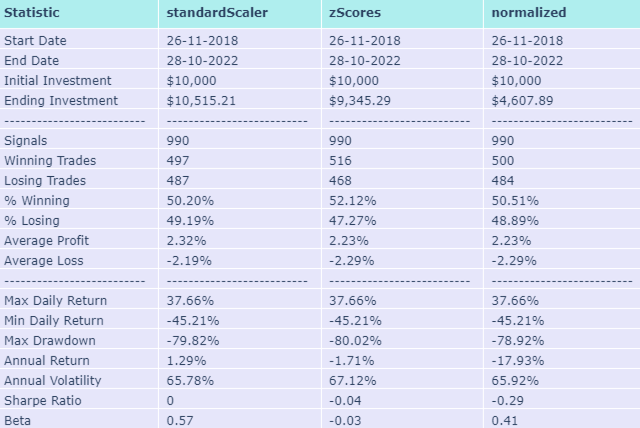 Statistic standardScaler zScores normalized
Start Date 26-11-2018 26-11-2018 26-11-2018
End Date 28-10-2022 28-10-2022 28-10-2022
Initial Investment $10,000 $10,000 $10,000
Ending Investment $10,515.21 $9,345.29 $4,607.89
------------------------- ------------------------- ------------------------- -------------------------
Signals 990 990 990
Winning Trades 497 516 500
Losing Trades 487 468 484
% Winning 50.20% 52.12% 50.51%
% Losing 49.19% 47.27% 48.89%
Average Profit 2.32% 2.23% 2.23%
Average Loss -2.19% -2.29% -2.29%
------------------------- ------------------------- ------------------------- -------------------------
Max Daily Return 37.66% 37.66% 37.66%
Min Daily Return -45.21% -45.21% -45.21%
Max Drawdown -79.82% -80.02% -78.92%
Annual Return 1.29% -1.71% -17.93%
Annual Volatility 65.78% 67.12% 65.92%
Sharpe Ratio 0 -0.04 -0.29
Beta 0.57 -0.03 0.41